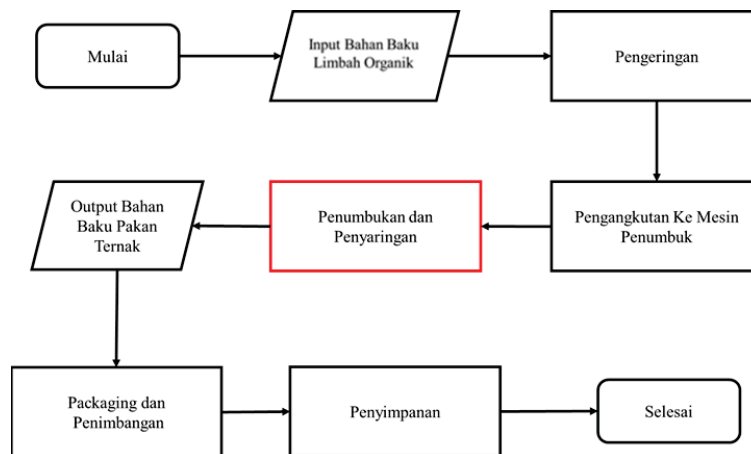 Mulai
Input Bahan Baku
Limbah Organik
Pengeringan
Pengangkutan Ke Mesin
Penumbuk
Penumbukan dan
Penyaringan
Output Bahan
Baku Pakan
Ternak
Packaging dan
Penimbangan
Penyimpanan
Selesai